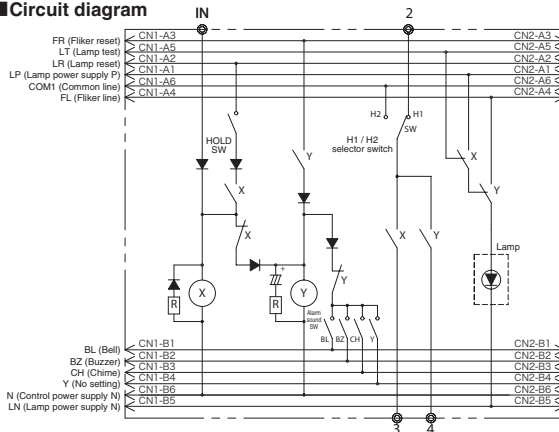 ■Circuit diagram
IN
2
FR (Fliker reset) CN1-A3 CN2-A3
LT (Lamp test) CN1-A5 CN2-A5
LR (Lamp reset) CN1-A2 CN2-A2
LP (Lamp power supply P) CN1-A1 CN2-A1
COM1 (Common line) CN1-A6 CN2-A6
FL (Fliker line) CN1-A4 CN2-A4
H2 H1
SW
HOLD
SW
H1 / H2
selector switch
Y X
X Y
X Y X Y
Lamp
+
Y
R X R Y
Alarm
sound
SW
BL BZ CH Y
BL (Bell) CN1-B1 CN2-B1
BZ (Buzzer) CN1-B2 CN2-B2
CH (Chime) CN1-B3 CN2-B3
Y (No setting) CN1-B4 CN2-B4
N (Control power supply N) CN1-B6 CN2-B6
LN (Lamp power supply N) CN1-B5 CN2-B5
3 4